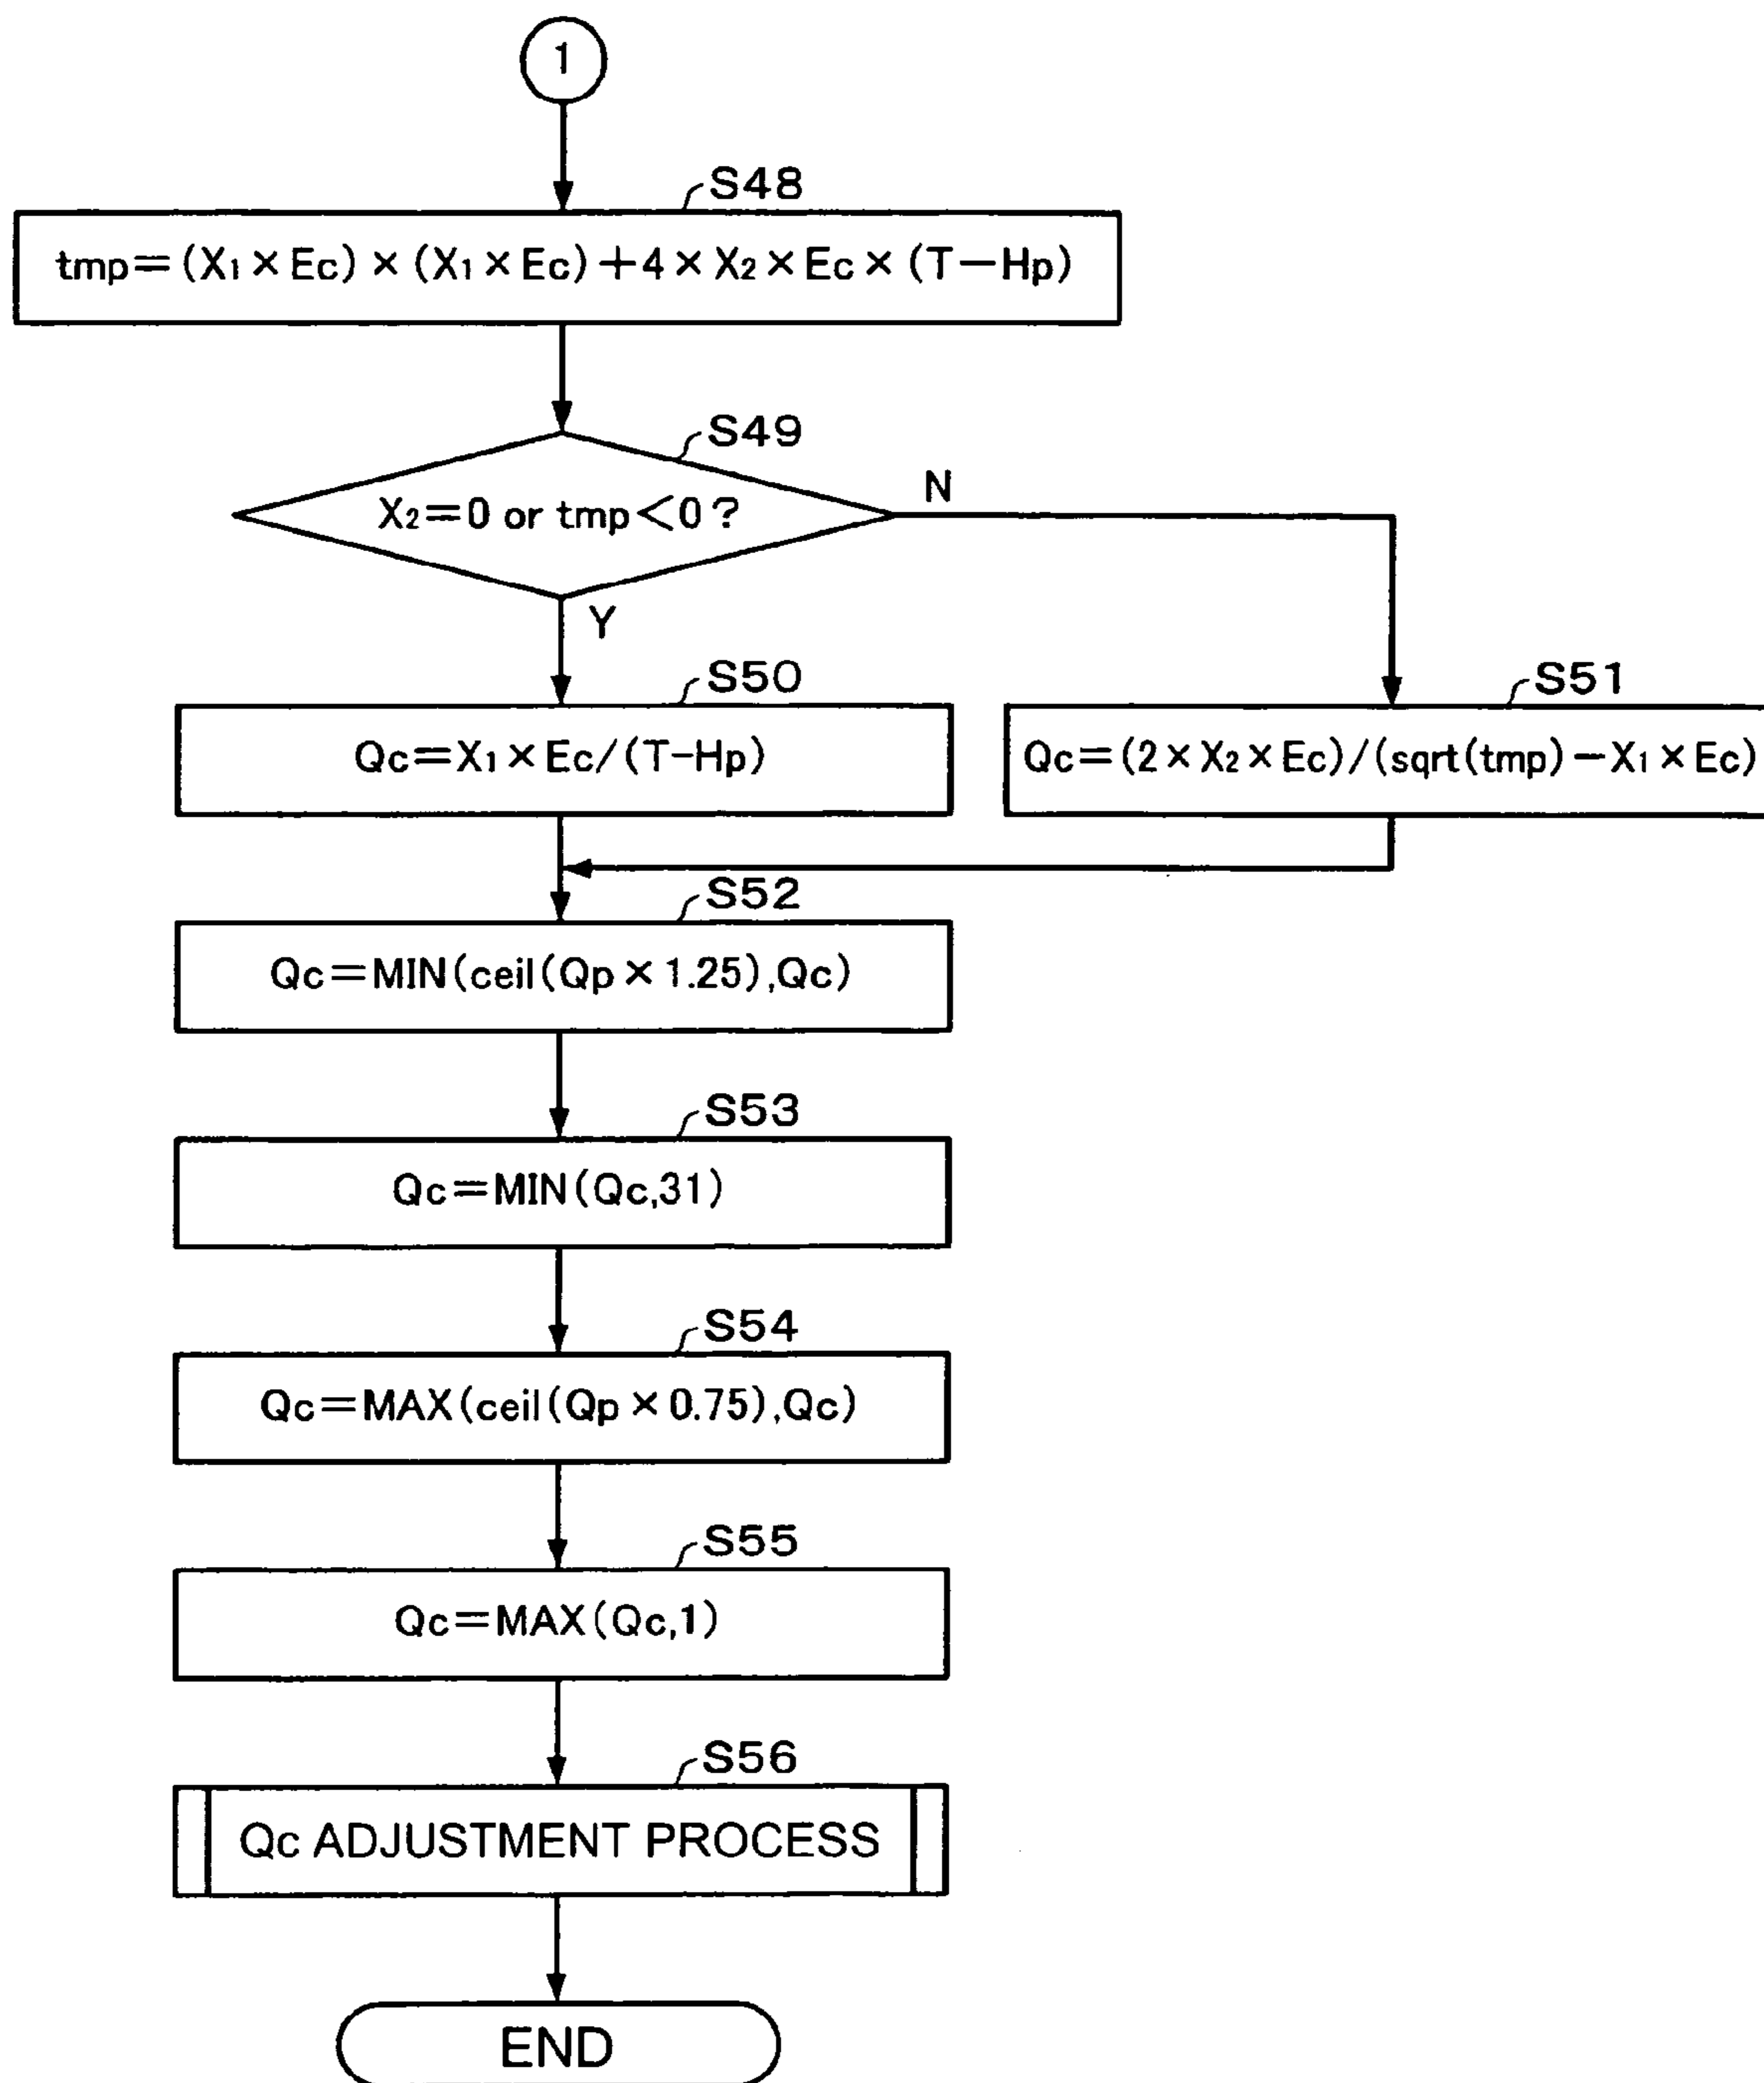 1
S48
tmp=(X₁×Ec)×(X₁×Ec)+4×X₂×Ec×(T−Hp)
S49
X₂=0 or tmp<0?
N
Y
S50
Qc=X₁×Ec/(T-Hp)
S51
Qc=(2×X₂×Ec)/(sqrt(tmp)−X₁×Ec)
S52
Qc=MIN(ceil(Qp×1.25),Qc)
S53
Qc=MIN(Qc,31)
S54
Qc=MAX(ceil(Qp×0.75),Qc)
S55
Qc=MAX(Qc,1)
S56
Qc ADJUSTMENT PROCESS
END